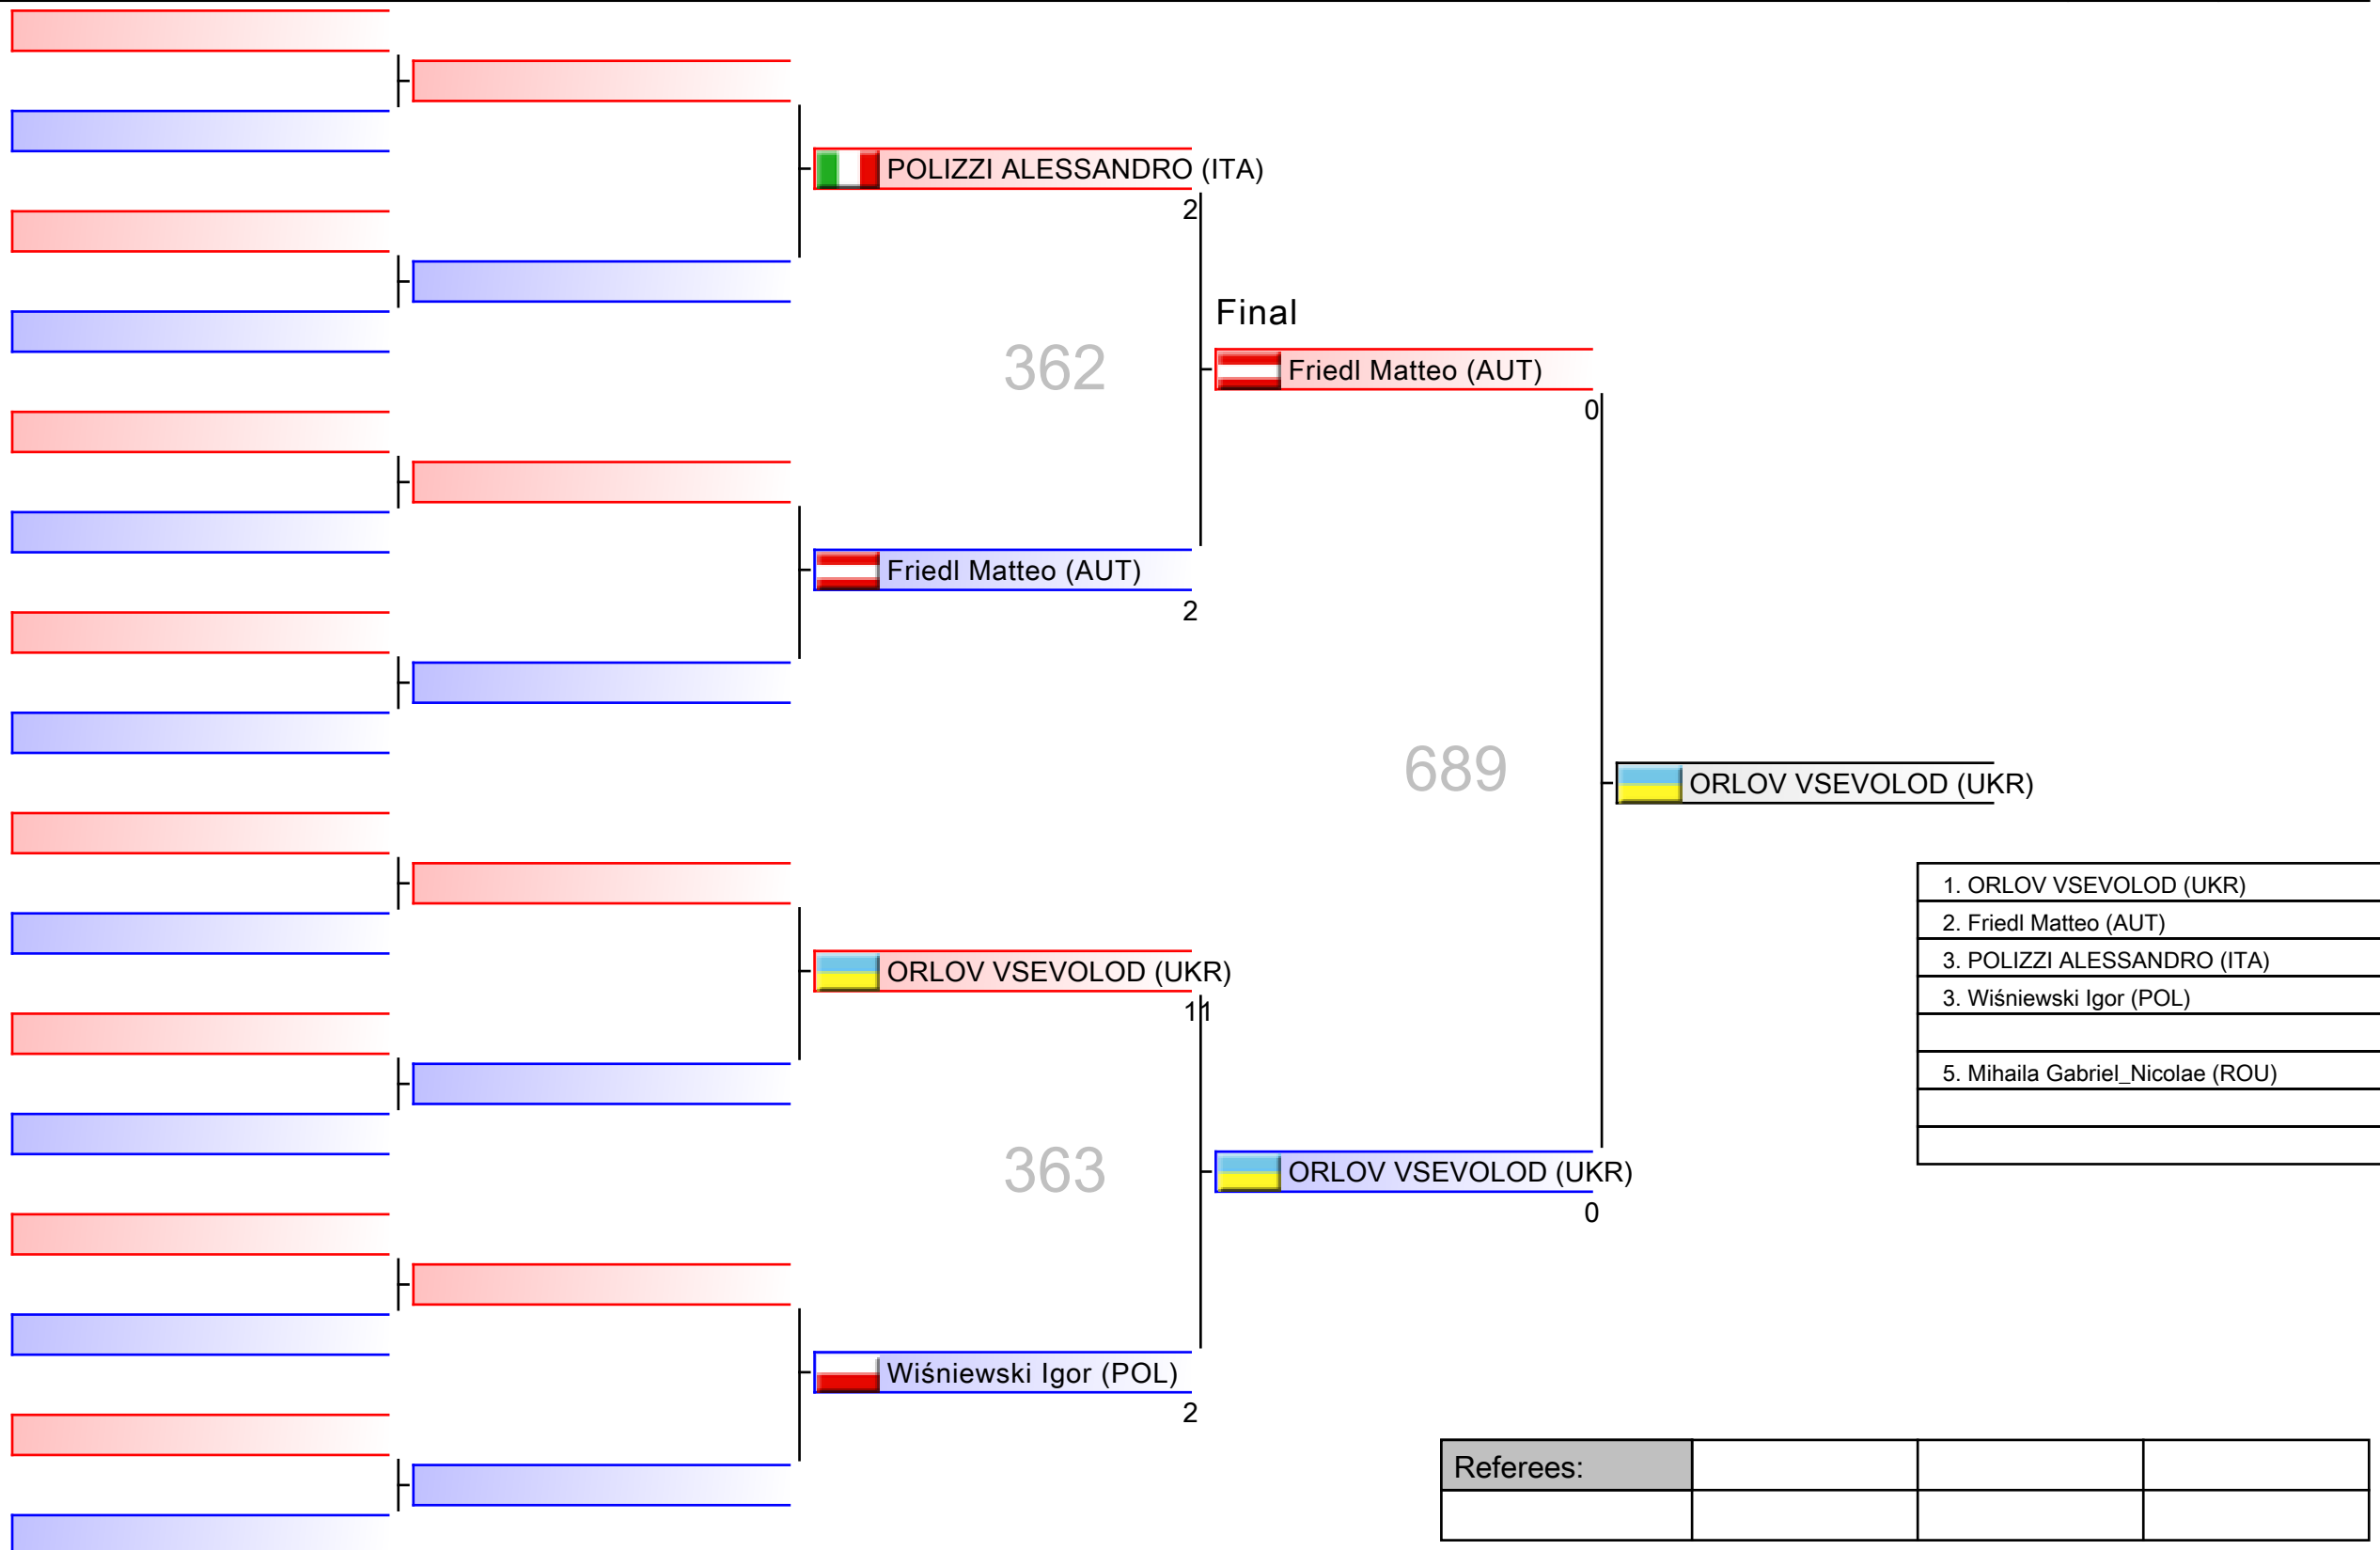 POLIZZI ALESSANDRO (ITA)
2
Final
362
Friedl Matteo (AUT)
0
Friedl Matteo (AUT)
2
689
ORLOV VSEVOLOD (UKR)
1. ORLOV VSEVOLOD (UKR)
2. Friedl Matteo (AUT)
3. POLIZZI ALESSANDRO (ITA)
3. Wiśniewski Igor (POL)
5. Mihaila Gabriel_Nicolae (ROU)
ORLOV VSEVOLOD (UKR)
11
363
ORLOV VSEVOLOD (UKR)
0
Wiśniewski Igor (POL)
2
Referees: